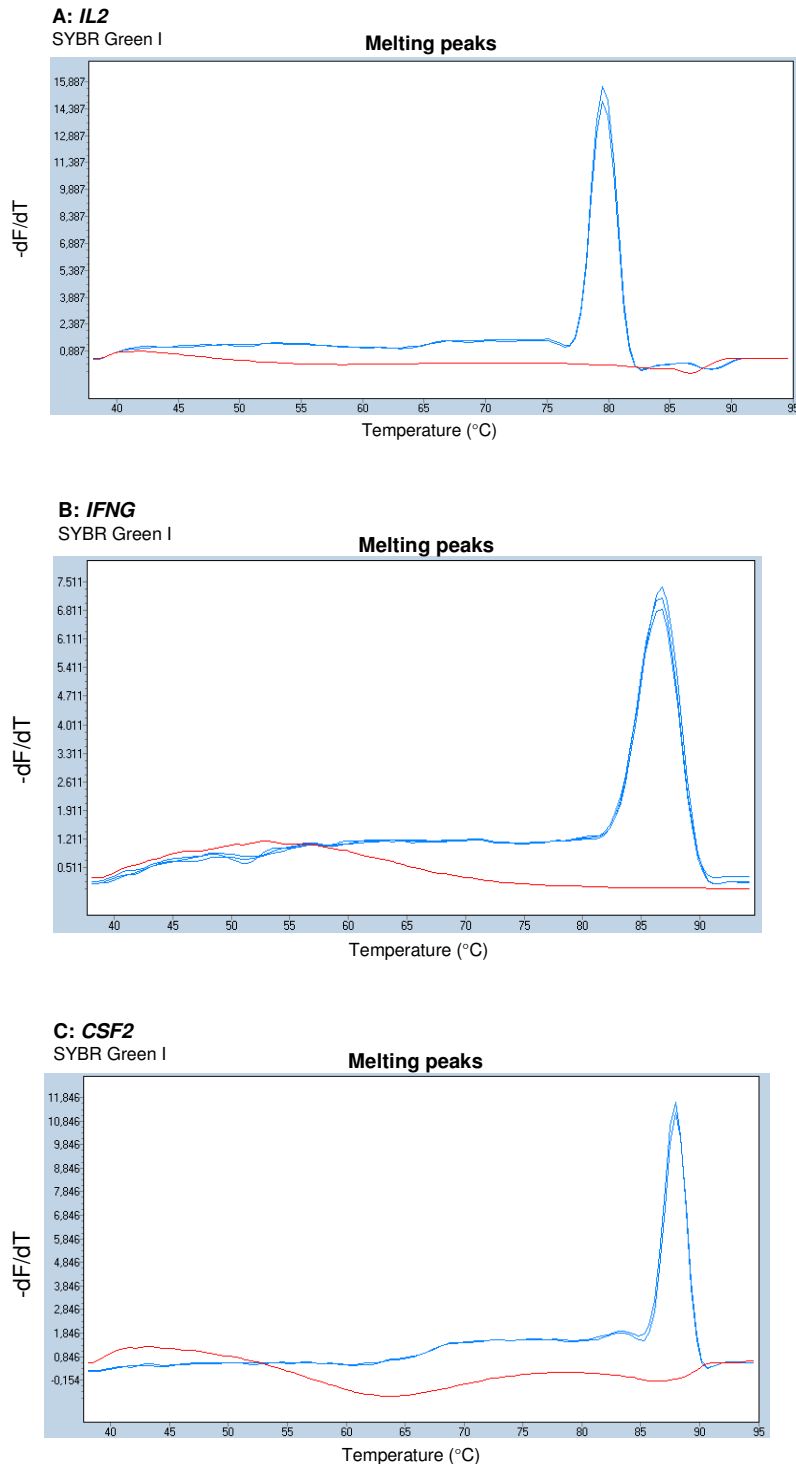 A: IL2
SYBR Green I
Melting peaks
15,887
14,387
12,887
11,387
9,887
8,387
6,887
5,387
3,887
2,387
0,887
-dF/dT
40 45 50 55 60 65 70 75 80 85 90 95
Temperature (°C)
B: IFNG
SYBR Green I
Melting peaks
7.511
6.811
6.111
5.411
4.711
4.011
3.311
2.611
1.911
1.211
0.511
-dF/dT
40 45 50 55 60 65 70 75 80 85 90
Temperature (°C)
C: CSF2
SYBR Green I
Melting peaks
11,846
10,846
9,846
8,846
7,846
6,846
5,846
4,846
3,846
2,846
1,846
0,846
-0,154
-dF/dT
40 45 50 55 60 65 70 75 80 85 90 95
Temperature (°C)